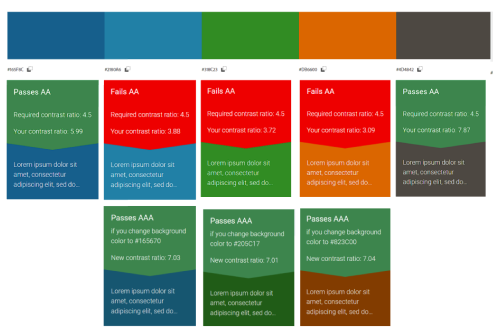 Passes AA
Required contrast ratio: 4.5
Your contrast ratio: 5.99
Lorem ipsum dolor sit
amet, consectetur
adipiscing elit, sed do...
Fails AA
Required contrast ratio: 4.5
Your contrast ratio: 3.88
Lorem ipsum dolor sit
amet, consectetur
adipiscing elit, sed do...
Fails AA
Required contrast ratio: 4.5
Your contrast ratio: 3.72
Lorem ipsum dolor sit
amet, consectetur
adipiscing elit, sed do...
Fails AA
Required contrast ratio: 4.5
Your contrast ratio: 3.09
Lorem ipsum dolor sit
amet, consectetur
adipiscing elit, sed do...
Passes AA
Required contrast ratio: 4.5
Your contrast ratio: 7.87
Lorem ipsum dolor sit
amet, consectetur
adipiscing elit, sed do...
Passes AAA
if you change background
color to #165670
New contrast ratio: 7.03
Lorem ipsum dolor sit
amet, consectetur
adipiscing elit, sed do...
Passes AAA
if you change background
color to #205C17
New contrast ratio: 7.01
Lorem ipsum dolor sit
amet, consectetur
adipiscing elit, sed do...
Passes AAA
if you change background
color to #823C00
New contrast ratio: 7.04
Lorem ipsum dolor sit
amet, consectetur
adipiscing elit, sed do...